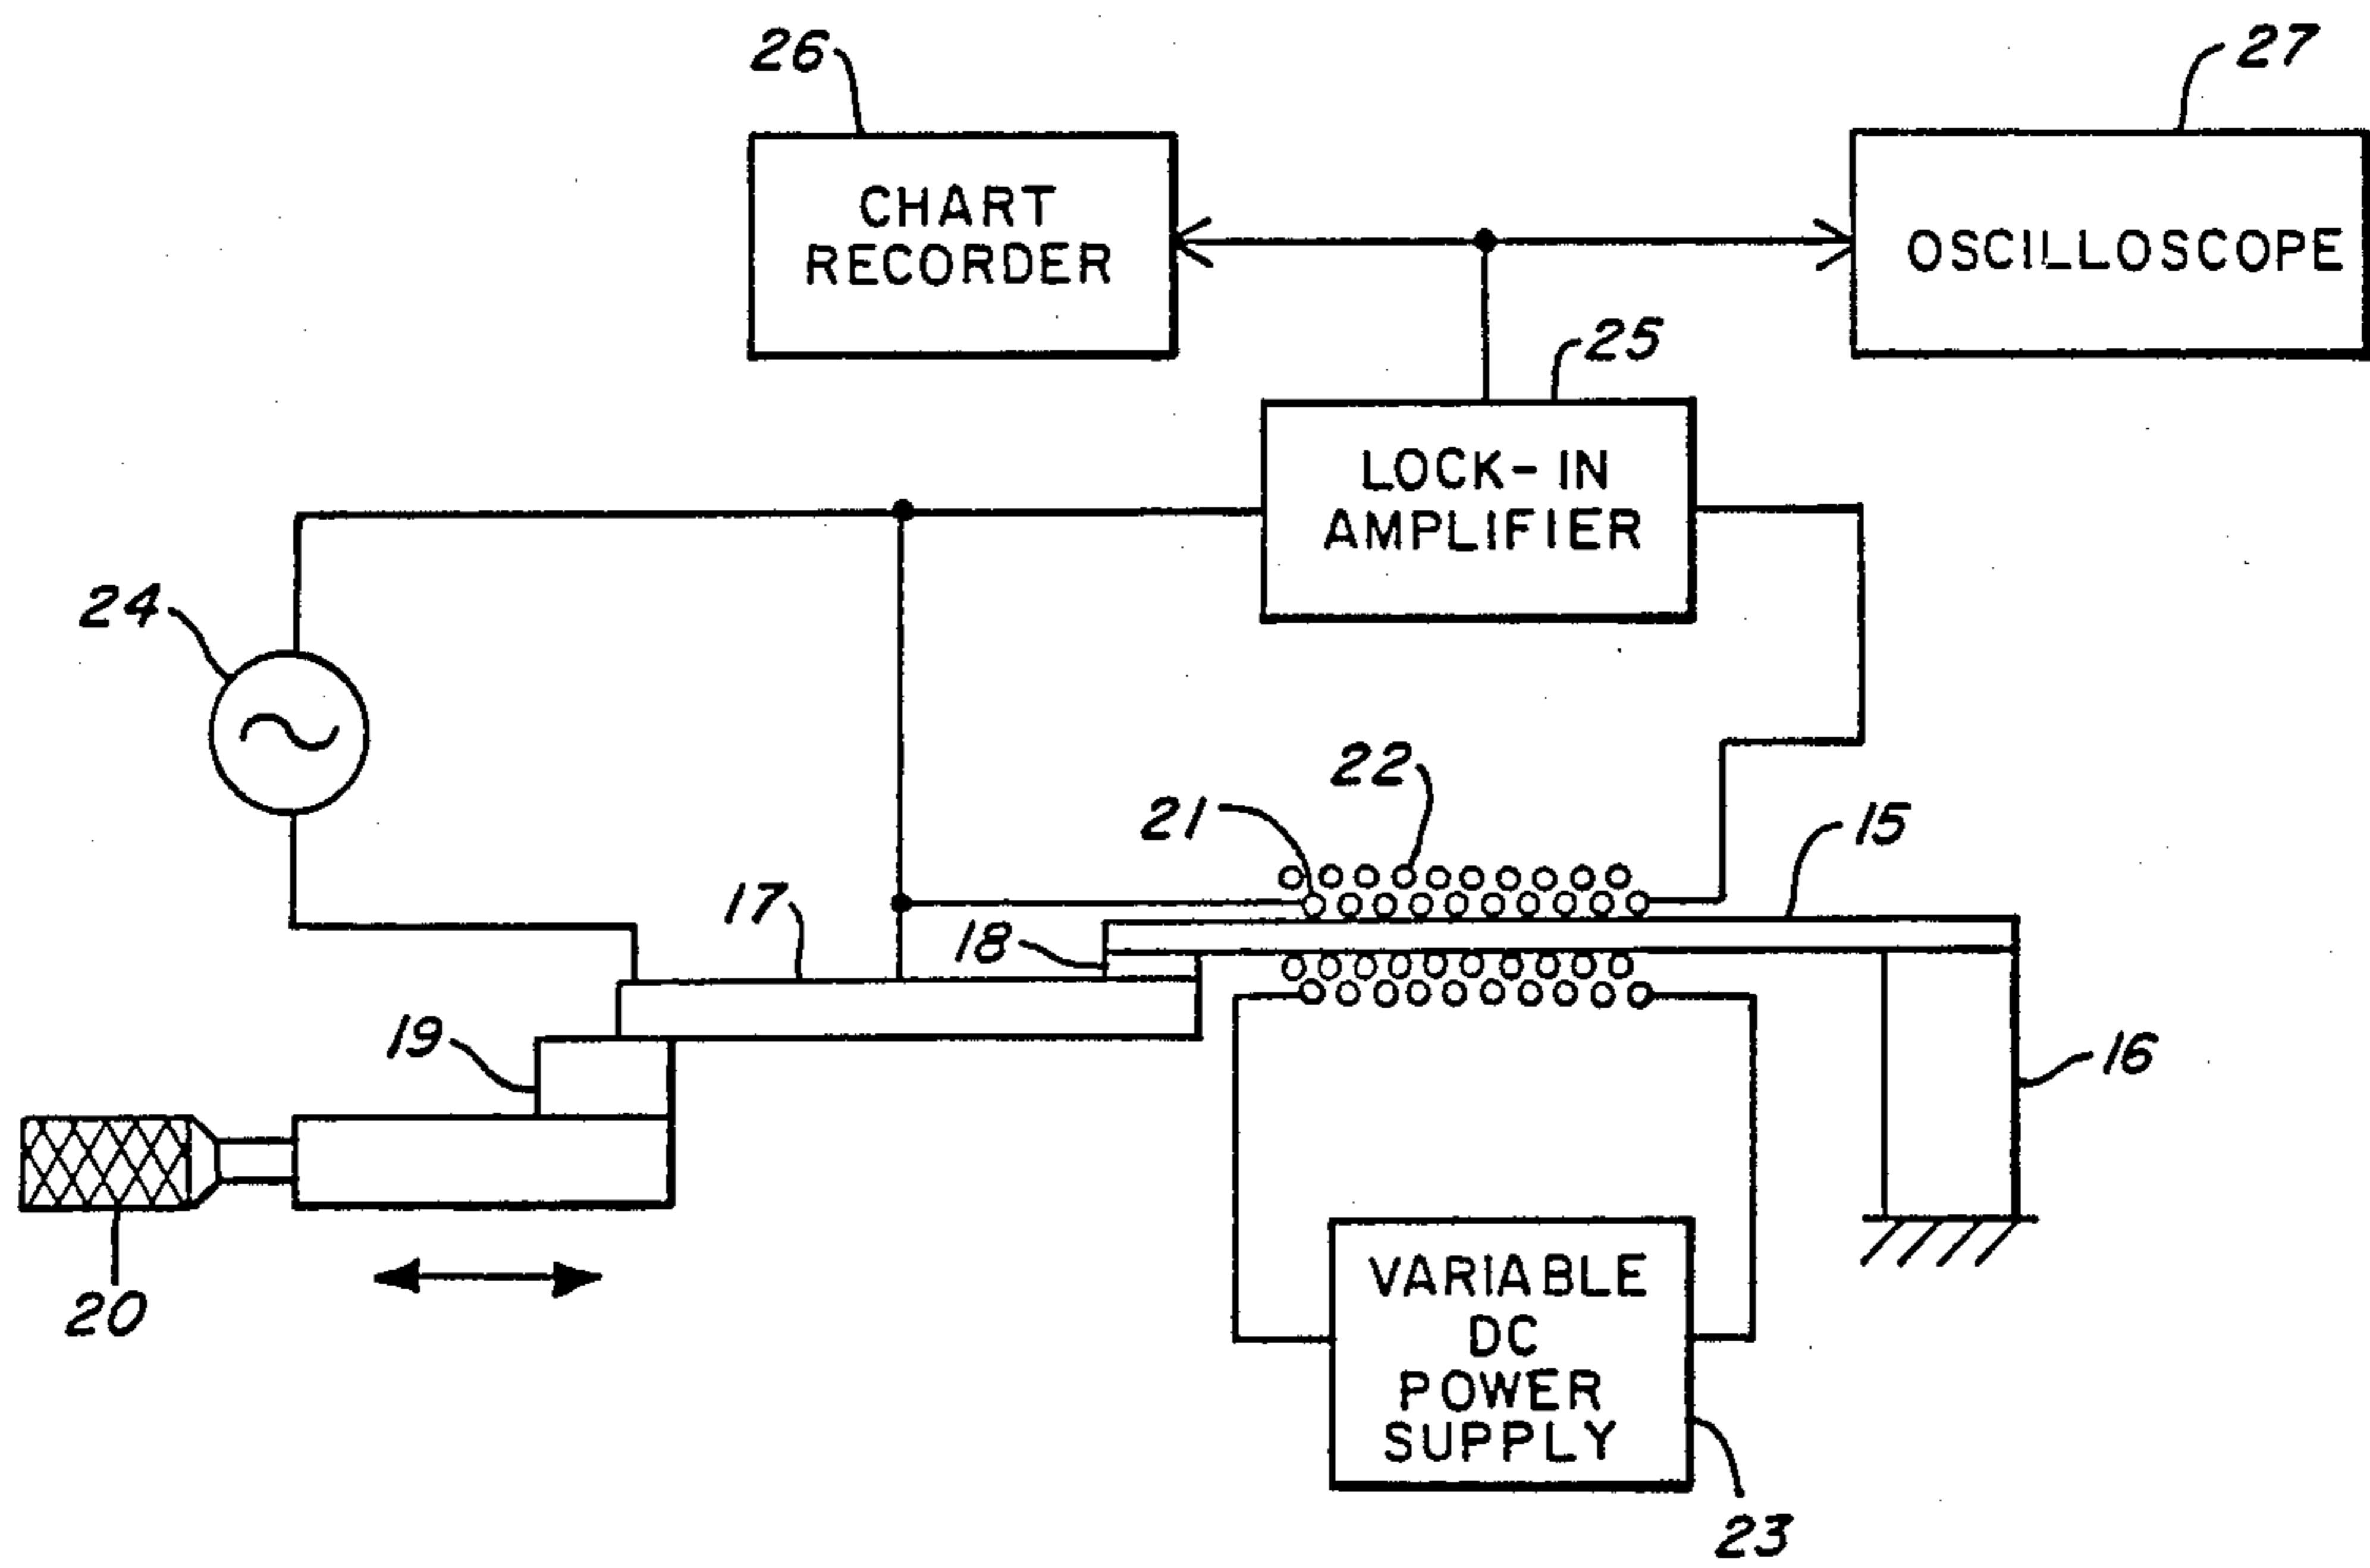 26
27
CHART
RECORDER
OSCILLOSCOPE
25
LOCK-IN
AMPLIFIER
24
22
21
15
17
18
19
16
20
VARIABLE
DC
POWER
SUPPLY
23